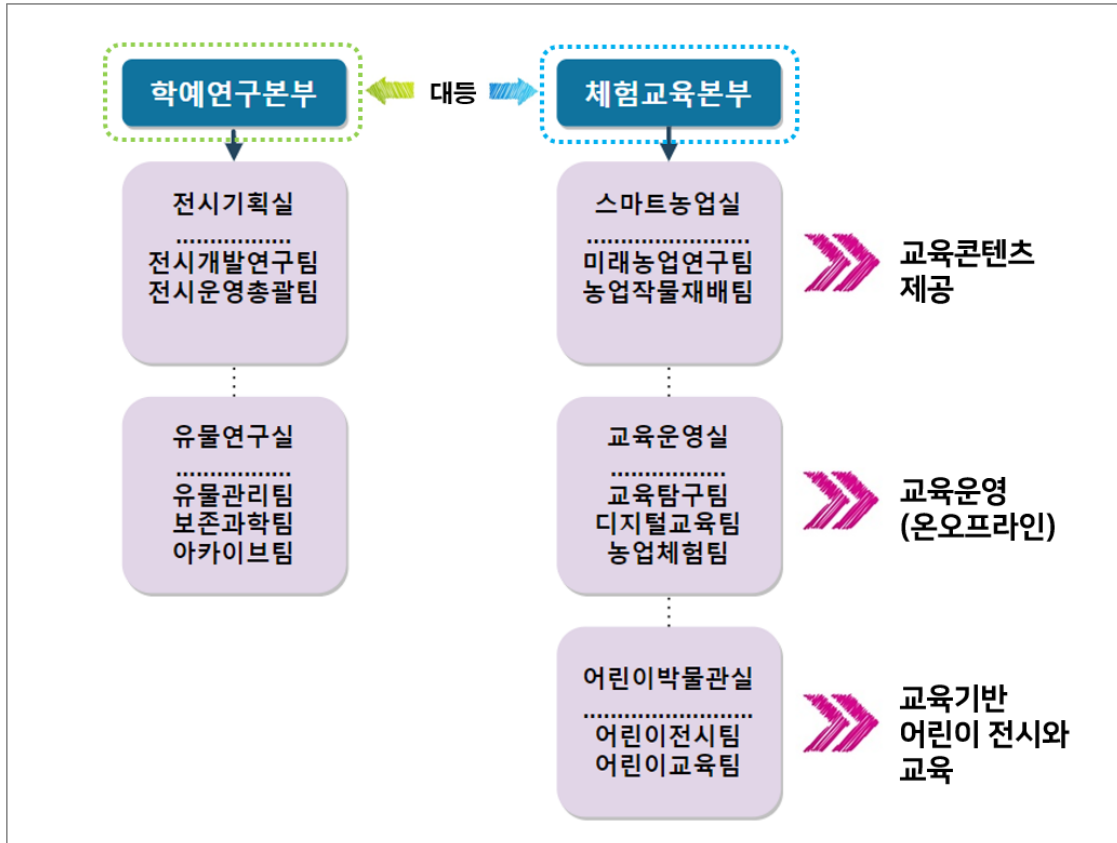 학예연구본부
대등
체험교육본부
전시기획실
.................
전시개발연구팀
전시운영총괄팀
스마트농업실
........................
미래농업연구팀
농업작물재배팀
교육콘텐츠
제공
유물연구실
.................
유물관리팀
보존과학팀
아카이브팀
교육운영실
.................
교육탐구팀
디지털교육팀
농업체험팀
교육운영
(온오프라인)
어린이박물관실
.........................
어린이전시팀
어린이교육팀
교육기반
어린이 전시와
교육